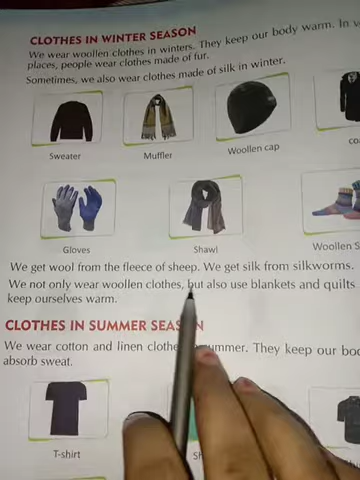 CLOTHES IN WINTER SEASON
We wear woollen clothes in winters. They keep our body warm. In
places, people wear clothes made of fur.
Sometimes, we also wear clothes made of silk in winter.
Sweater Muffler Woollen cap
Gloves Shawl Woollen
We get wool from the fleece of sheep. We get silk from silkworms.
We not only wear woollen clothes, but also use blankets and quilts
keep ourselves warm.
CLOTHES IN SUMMER SEASON
We wear cotton and linen summer. They keep our
absorb sweat.
T-shirt